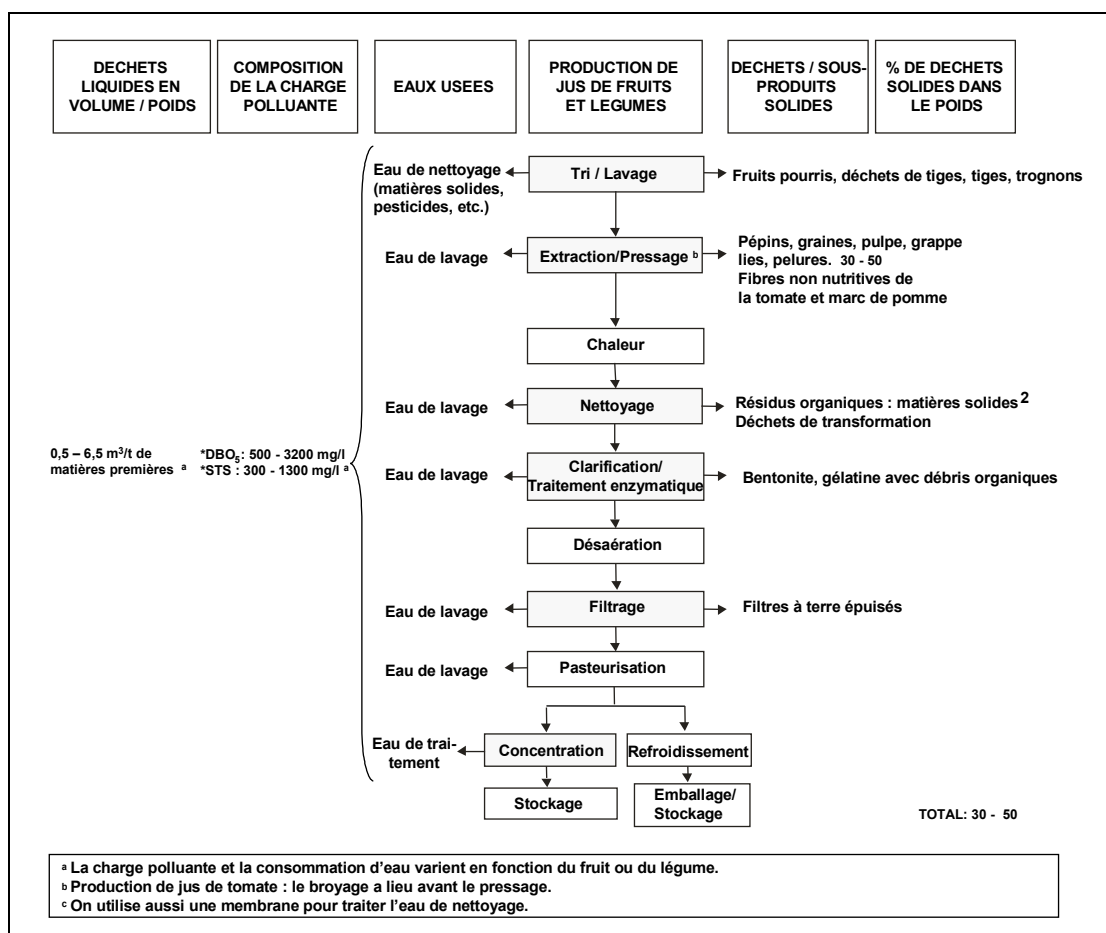 DECHETS
LIQUIDES EN
VOLUME / POIDS
COMPOSITION
DE LA CHARGE
POLLUANTE
EAUX USEES
PRODUCTION DE
JUS DE FRUITS
ET LEGUMES
DECHETS / SOUS-
PRODUITS
SOLIDES
% DE DECHETS
SOLIDES DANS
LE POIDS
Eau de nettoyage
(matières solides,
pesticides, etc.)
Tri / Lavage
Fruits pourris, déchets de tiges, tiges, trognons
Eau de lavage
Extraction/Pressage b
Pépins, graines, pulpe, grappe
lies, pelures. 30 - 50
Fibres non nutritives de
la tomate et marc de pomme
Chaleur
Eau de lavage
Nettoyage
Résidus organiques : matières solides 2
Déchets de transformation
0,5 – 6,5 m3/t de
matières premières a
*DBO5: 500 - 3200 mg/l
*STS : 300 - 1300 mg/l a
Eau de lavage
Clarification/
Traitement enzymatique
Bentonite, gélatine avec débris organiques
Désaération
Eau de lavage
Filtrage
Filtres à terre épuisés
Eau de lavage
Pasteurisation
Eau de trai-
tement
Concentration
Refroidissement
Stockage
Emballage/
Stockage
TOTAL: 30 - 50
a La charge polluante et la consommation d'eau varient en fonction du fruit ou du légume.
b Production de jus de tomate : le broyage a lieu avant le pressage.
c On utilise aussi une membrane pour traiter l'eau de nettoyage.